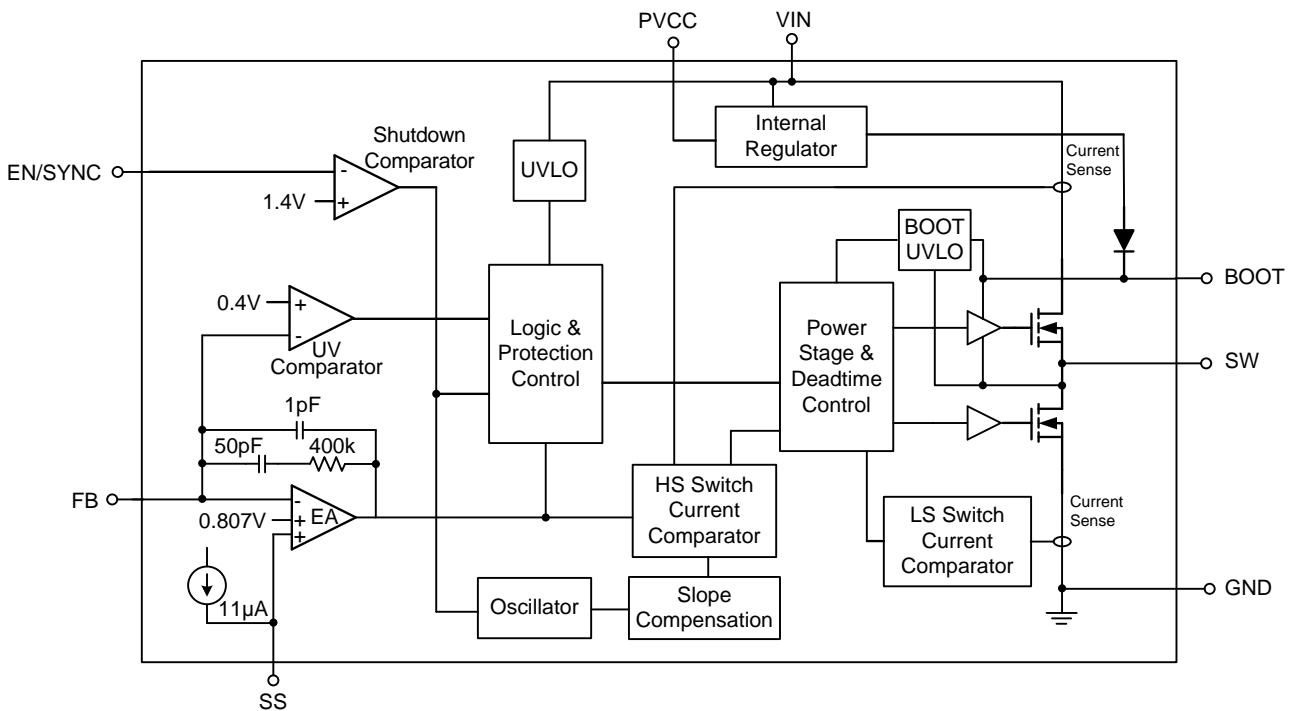 PVCC
VIN
EN/SYNC
Shutdown
Comparator
1.4V
-
+
UVLO
Internal
Regulator
Current
Sense
BOOT
UVLO
BOOT
0.4V
+
-
UV
Comparator
Logic &
Protection
Control
Power
Stage &
Deadtime
Control
SW
1pF
50pF
400k
FB
-
+
+
0.807V
EA
HS Switch
Current
Comparator
LS Switch
Current
Comparator
Current
Sense
11µA
Oscillator
Slope
Compensation
GND
SS